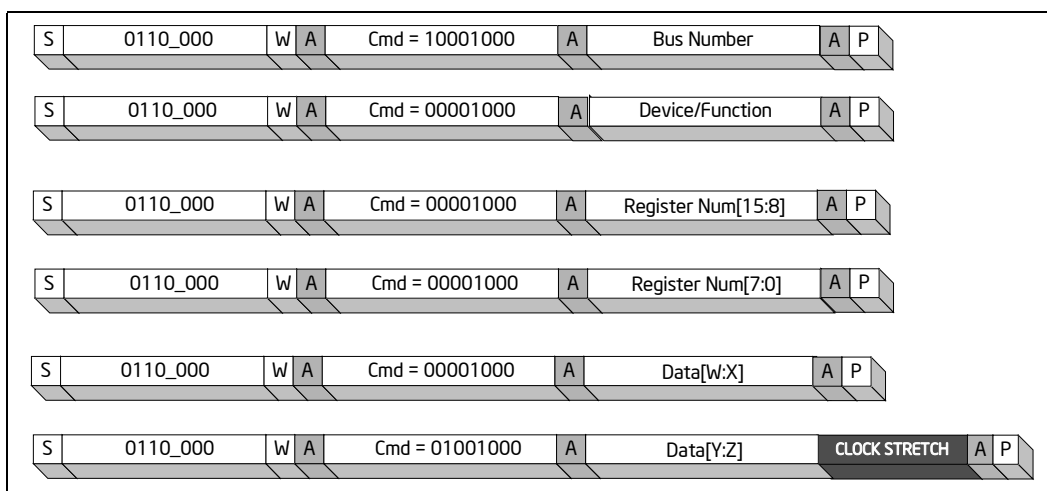 S 0110_000 W A Cmd = 10001000 A Bus Number A P
S 0110_000 W A Cmd = 00001000 A Device/Function A P
S 0110_000 W A Cmd = 00001000 A Register Num[15:8] A P
S 0110_000 W A Cmd = 00001000 A Register Num[7:0] A P
S 0110_000 W A Cmd = 00001000 A Data[W:X] A P
S 0110_000 W A Cmd = 01001000 A Data[Y:Z] CLOCK STRETCH A P